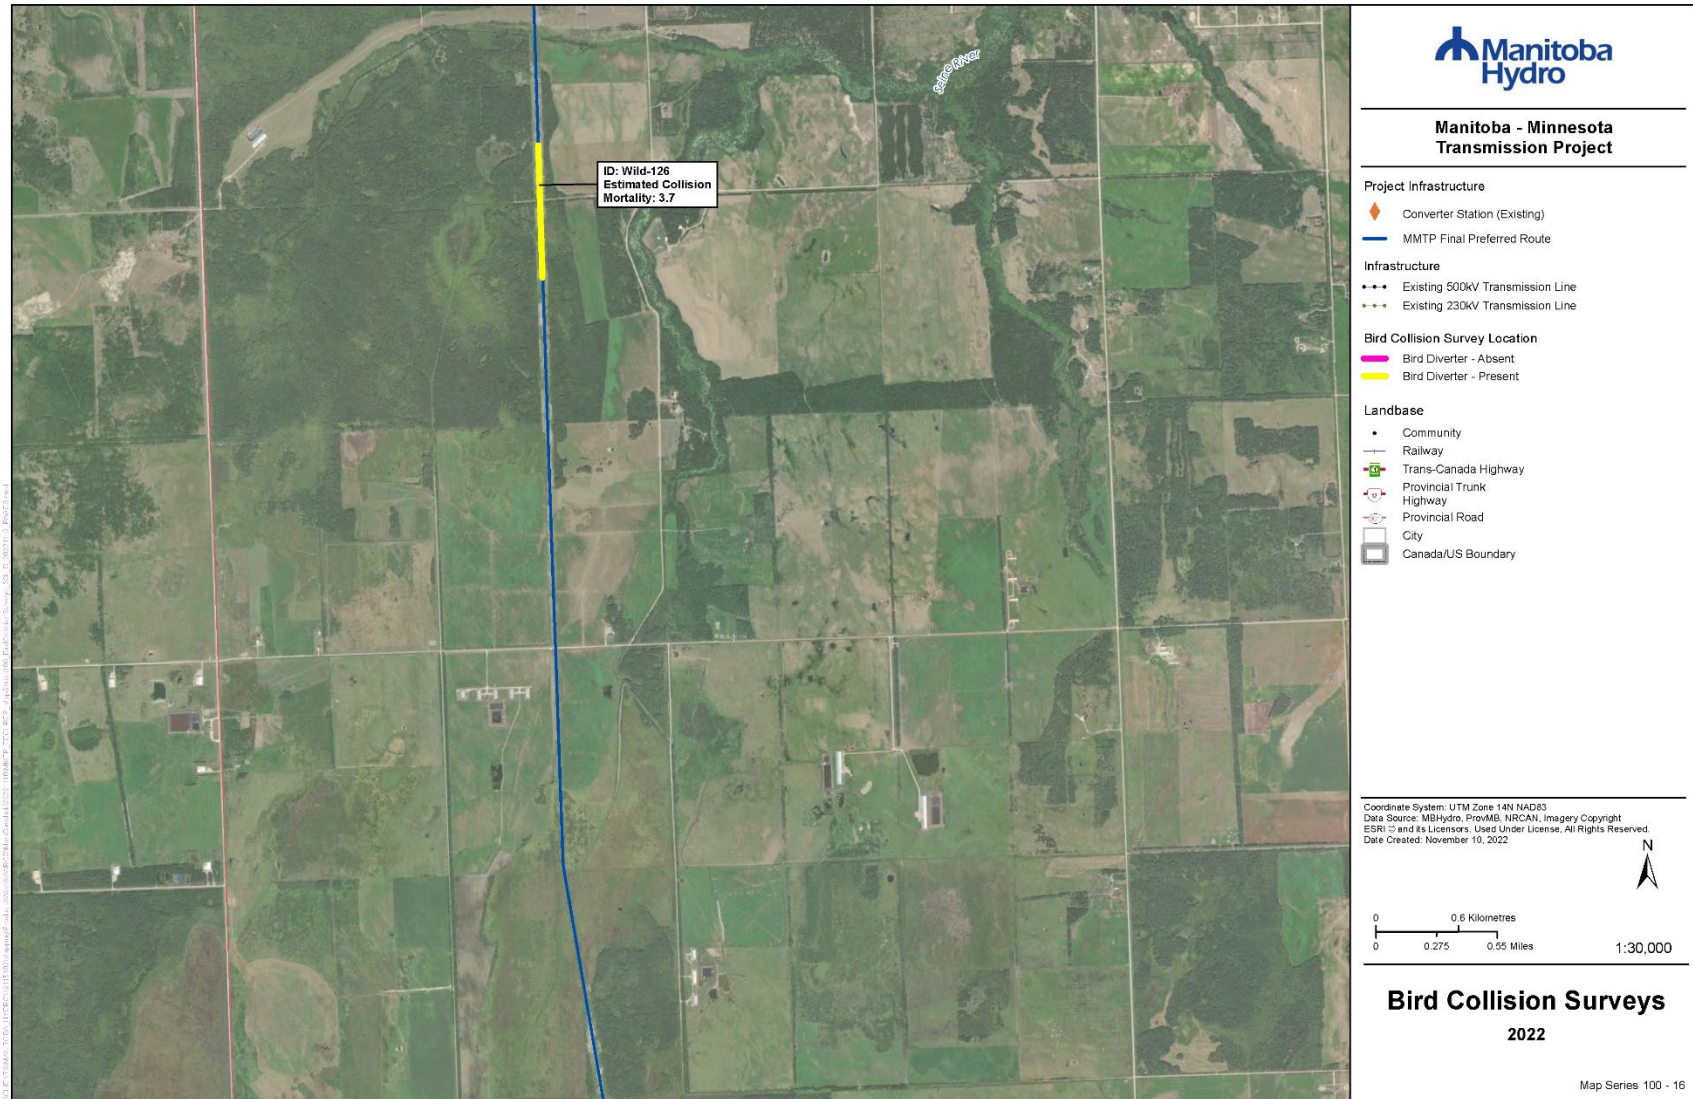 Seine River
ID: Wild-126
Estimated Collision
Mortality: 3.7
Manitoba
Hydro
Manitoba - Minnesota
Transmission Project
Project Infrastructure
Converter Station (Existing)
MMTP Final Preferred Route
Infrastructure
Existing 500kV Transmission Line
Existing 230kV Transmission Line
Bird Collision Survey Location
Bird Diverter - Absent
Bird Diverter - Present
Landbase
Community
Railway
Trans-Canada Highway
Provincial Trunk
Highway
Provincial Road
City
Canada/US Boundary
Coordinate System: UTM Zone 14N NAD83
Data Source: MBHydro, ProvMB, NRCAN, Imagery Copyright
ESRI © and its Licensors. Used Under License, All Rights Reserved.
Date Created: November 10, 2022
N
0 0.6 Kilometres
0 0.275 0.55 Miles
1:30,000
Bird Collision Surveys
2022
Map Series 100 - 16